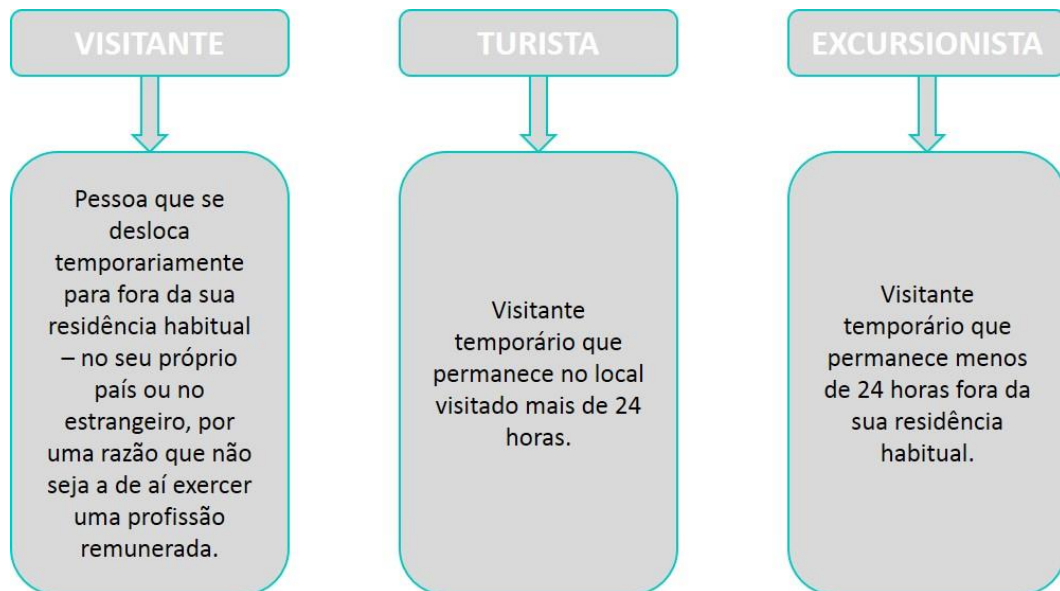 VISITANTE
TURISTA
EXCURSIONISTA
Pessoa que se
desloca
temporariamente
para fora da sua
residência habitual
– no seu próprio
país ou no
estrangeiro, por
uma razão que não
seja a de aí exercer
uma profissão
remunerada.
Visitante
temporário que
permanece no local
visitado mais de 24
horas.
Visitante
temporário que
permanece menos
de 24 horas fora da
sua residência
habitual.